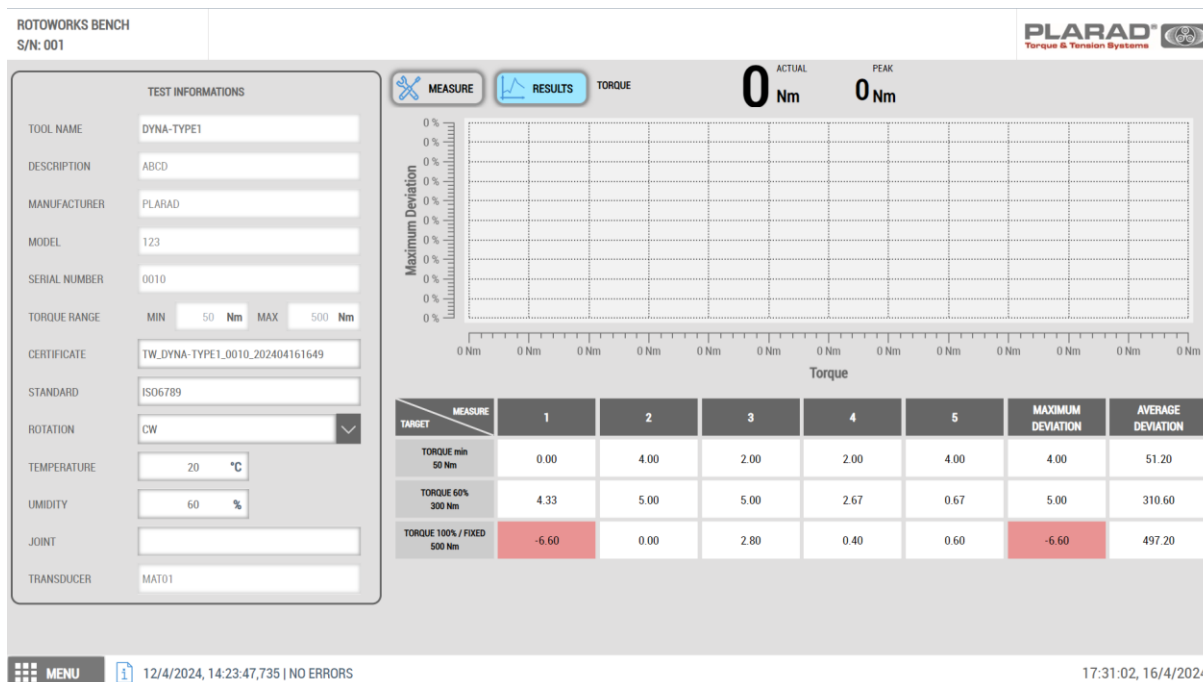 ROTOWORKS BENCH
S/N: 001
PLARAD®
Torque & Tension Systems
TEST INFORMATIONS
TOOL NAME DYNA-TYPE1
DESCRIPTION ABCD
MANUFACTURER PLARAD
MODEL 123
SERIAL NUMBER 0010
TORQUE RANGE MIN 50 Nm MAX 500 Nm
CERTIFICATE TW_DYNA-TYPE1_0010_202404161649
STANDARD ISO6789
ROTATION CW
TEMPERATURE 20 °C
UMIDITY 60 %
JOINT
TRANSDUCER MAT01
MEASURE RESULTS TORQUE
ACTUAL
0 Nm
PEAK
0 Nm
Maximum Deviation
0 %
0 %
0 %
0 %
0 %
0 %
0 %
0 %
0 %
0 %
0 %
0 Nm 0 Nm 0 Nm 0 Nm 0 Nm 0 Nm 0 Nm 0 Nm 0 Nm 0 Nm 0 Nm 0 Nm 0 Nm
Torque
MEASURE
TARGET
1 2 3 4 5 MAXIMUM DEVIATION AVERAGE DEVIATION
TORQUE min
50 Nm
0.00 4.00 2.00 2.00 4.00 4.00 51.20
TORQUE 60%
300 Nm
4.33 5.00 5.00 2.67 0.67 5.00 310.60
TORQUE 100% / FIXED
500 Nm
-6.60 0.00 2.80 0.40 0.60 -6.60 497.20
MENU
12/4/2024, 14:23:47,735 | NO ERRORS
17:31:02, 16/4/2024